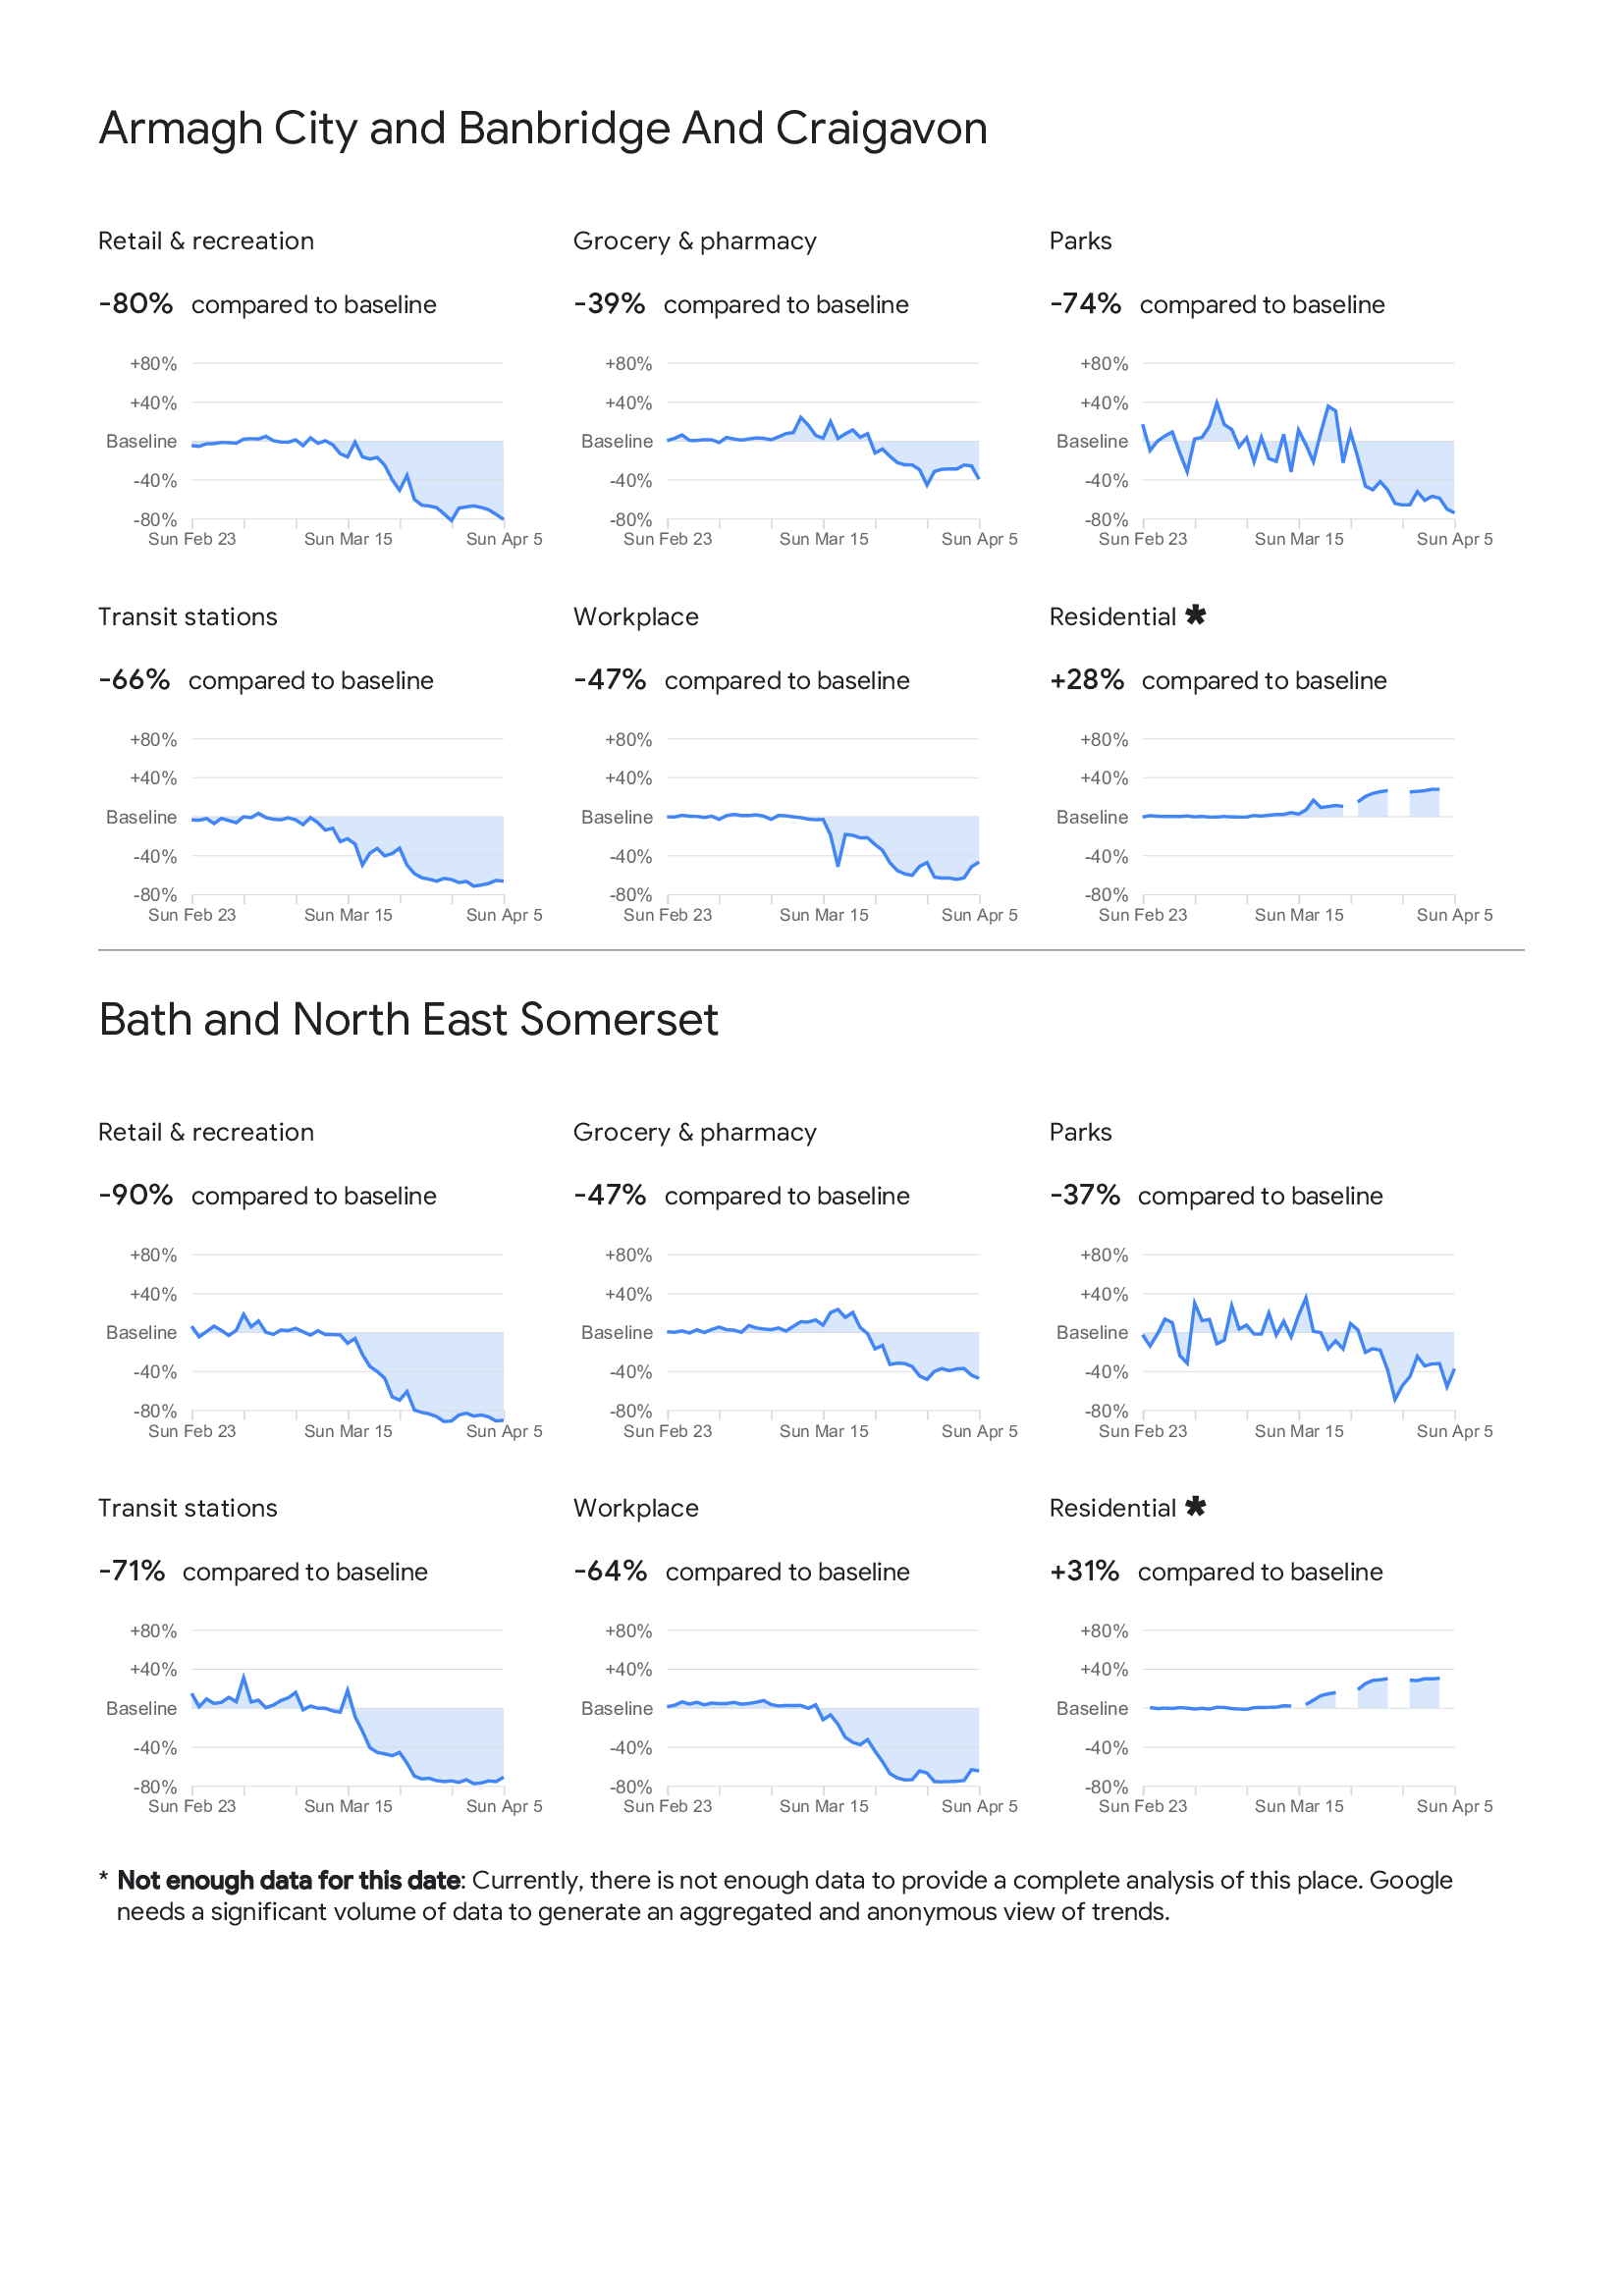 Armagh City and Banbridge And Craigavon
Retail & recreation
-80% compared to baseline
+80%
+40%
Baseline
-40%
-80%
Sun Feb 23 Sun Mar 15 Sun Apr 5
Grocery & pharmacy
-39% compared to baseline
+80%
+40%
Baseline
-40%
-80%
Sun Feb 23 Sun Mar 15 Sun Apr 5
Parks
-74% compared to baseline
+80%
+40%
Baseline
-40%
-80%
Sun Feb 23 Sun Mar 15 Sun Apr 5
Transit stations
-66% compared to baseline
+80%
+40%
Baseline
-40%
-80%
Sun Feb 23 Sun Mar 15 Sun Apr 5
Workplace
-47% compared to baseline
+80%
+40%
Baseline
-40%
-80%
Sun Feb 23 Sun Mar 15 Sun Apr 5
Residential *
+28% compared to baseline
+80%
+40%
Baseline
-40%
-80%
Sun Feb 23 Sun Mar 15 Sun Apr 5
Bath and North East Somerset
Retail & recreation
-90% compared to baseline
+80%
+40%
Baseline
-40%
-80%
Sun Feb 23 Sun Mar 15 Sun Apr 5
Grocery & pharmacy
-47% compared to baseline
+80%
+40%
Baseline
-40%
-80%
Sun Feb 23 Sun Mar 15 Sun Apr 5
Parks
-37% compared to baseline
+80%
+40%
Baseline
-40%
-80%
Sun Feb 23 Sun Mar 15 Sun Apr 5
Transit stations
-71% compared to baseline
+80%
+40%
Baseline
-40%
-80%
Sun Feb 23 Sun Mar 15 Sun Apr 5
Workplace
-64% compared to baseline
+80%
+40%
Baseline
-40%
-80%
Sun Feb 23 Sun Mar 15 Sun Apr 5
Residential *
+31% compared to baseline
+80%
+40%
Baseline
-40%
-80%
Sun Feb 23 Sun Mar 15 Sun Apr 5
* Not enough data for this date: Currently, there is not enough data to provide a complete analysis of this place. Google
needs a significant volume of data to generate an aggregated and anonymous view of trends.